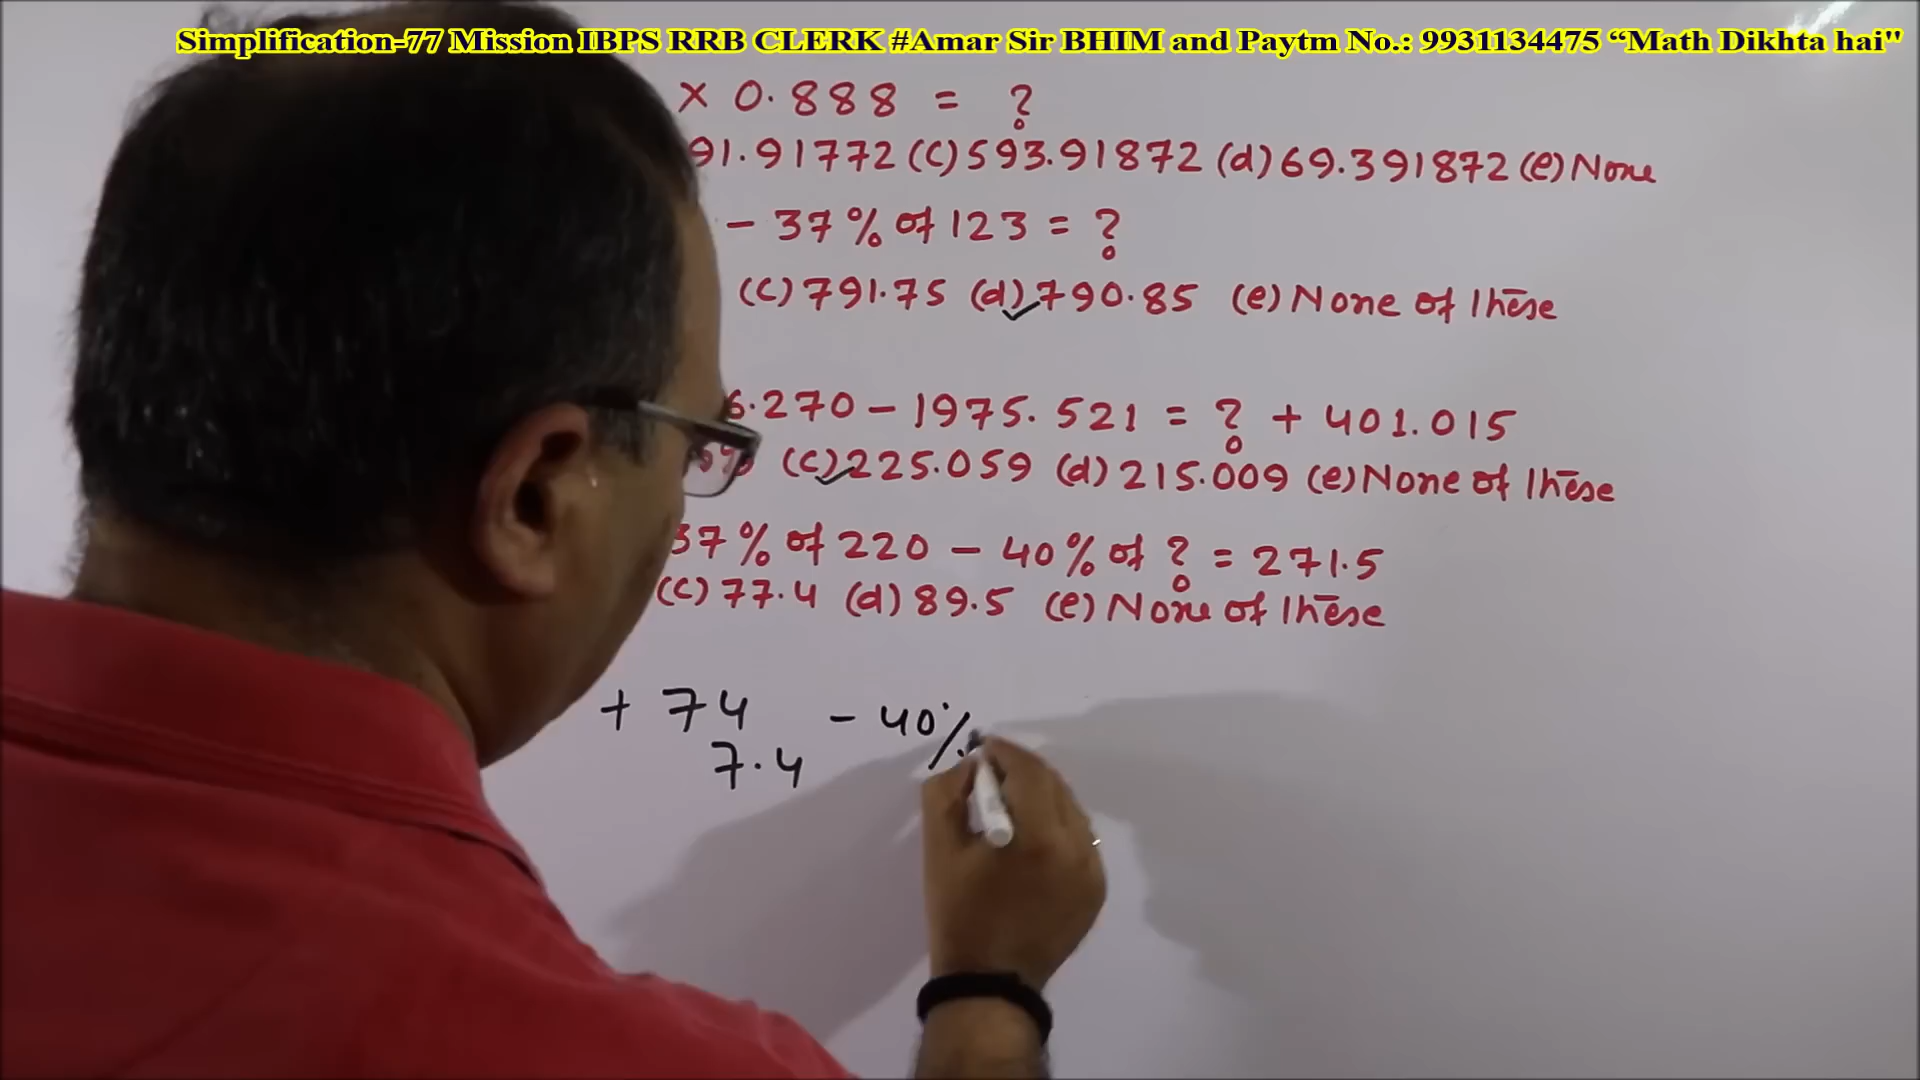 Simplification-77 Mission IBPS RRB CLERK #Amar Sir BHIM and Paytm No.: 9931134475 “Math Dikhta hai"
× 0.888 = ?
91.91772 (c) 593.91872 (d) 69.391872 (e) None
- 37% of 123 = ?
(c) 791.75 (d) 790.85 (e) None of these
6.270 - 1975.521 = ? + 401.015
(c) 225.059 (d) 215.009 (e) None of these
37% of 220 - 40% of ? = 271.5
(c) 77.4 (d) 89.5 (e) None of these
+ 74 - 40%
7.4